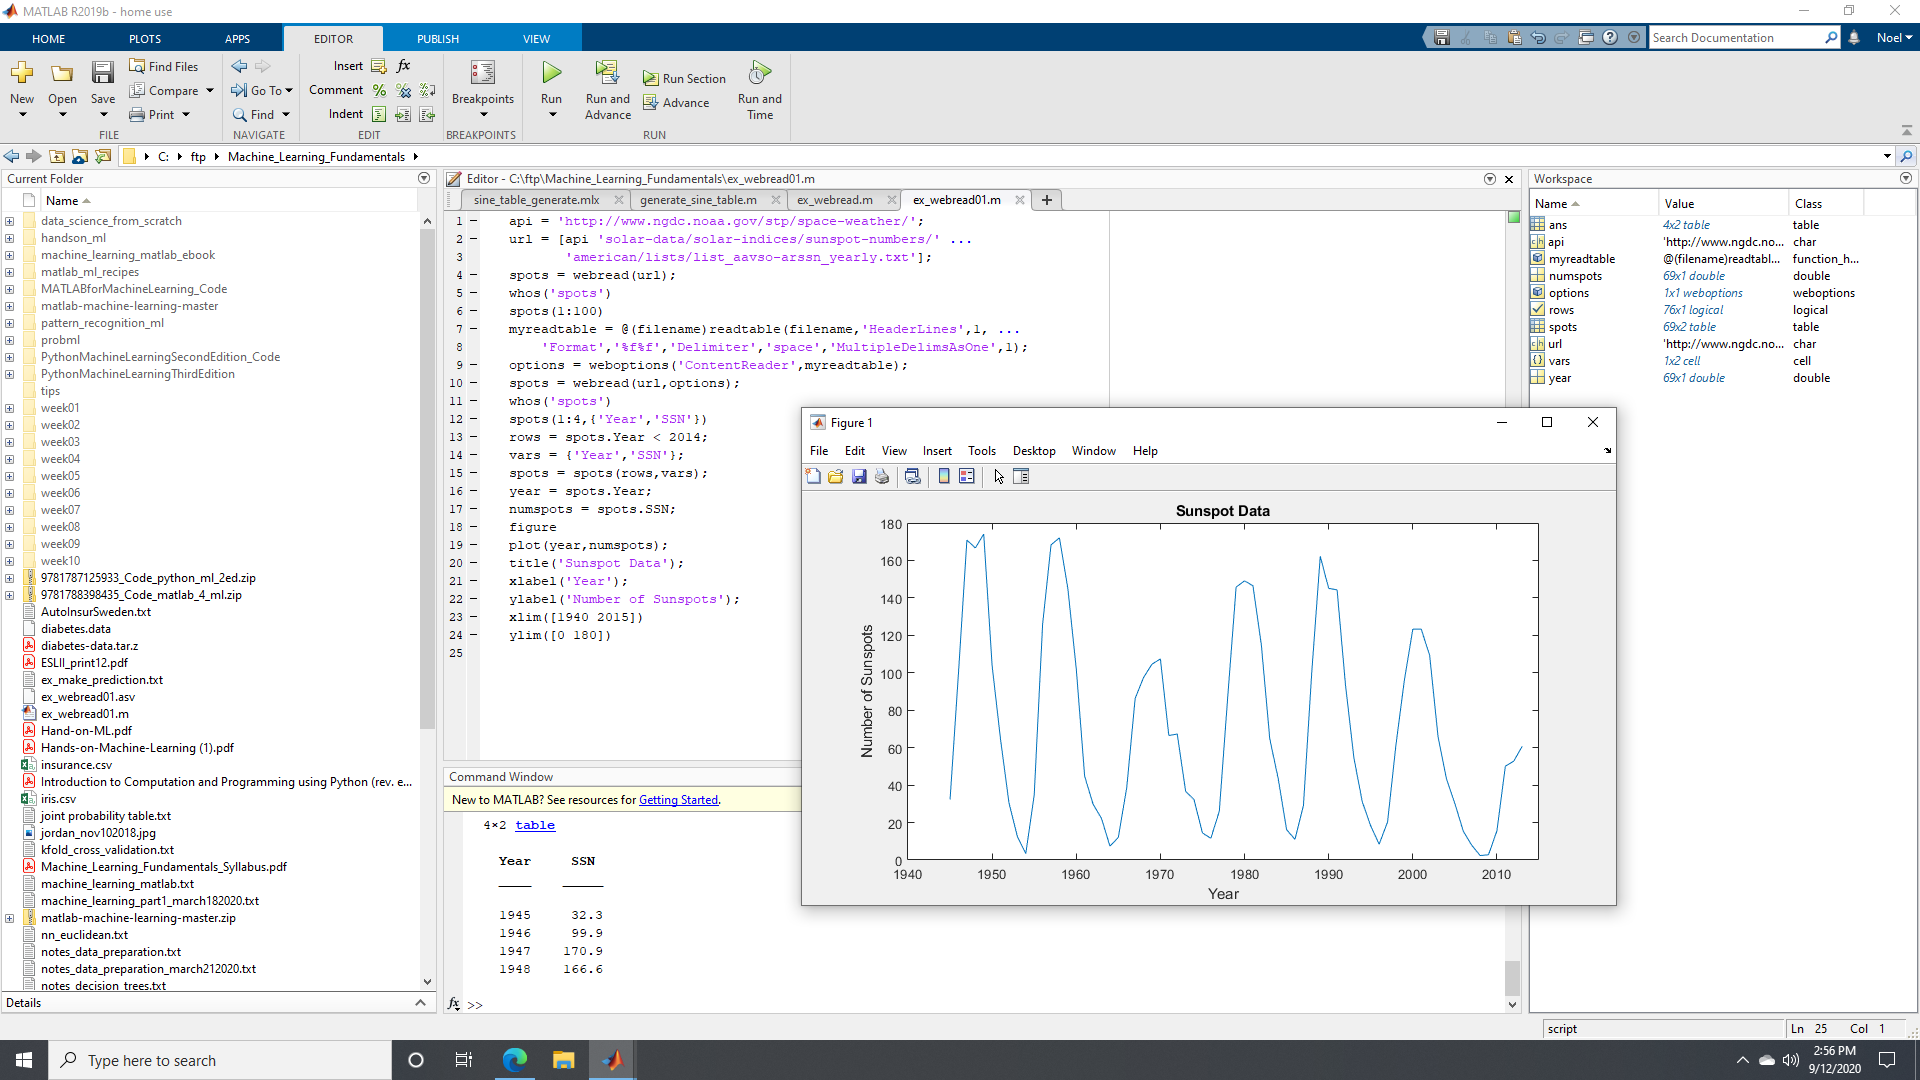 MATLAB R2019b - home use
HOME PLOTS APPS EDITOR PUBLISH VIEW
Search Documentation
Noel
New
Open
Save
Find Files
Compare
Print
FILE
Go To
Find
NAVIGATE
Insert
Comment
Indent
EDIT
Breakpoints
BREAKPOINTS
Run
Run and Advance
Run Section
Advance
Run and Time
RUN
C: ftp Machine_Learning_Fundamentals
Current Folder
Name
data_science_from_scratch
handson_ml
machine_learning_matlab_ebook
matlab_ml_recipes
MATLABforMachineLearning_Code
matlab-machine-learning-master
pattern_recognition_ml
probml
PythonMachineLearningSecondEdition_Code
PythonMachineLearningThirdEdition
tips
week01
week02
week03
week04
week05
week06
week07
week08
week09
week10
9781787125933_Code_python_ml_2ed.zip
9781788398435_Code_matlab_4_ml.zip
AutoInsurSweden.txt
diabetes.data
diabetes-data.tar.z
ESLII_print12.pdf
ex_make_prediction.txt
ex_webread01.asv
ex_webread01.m
Hand-on-ML.pdf
Hands-on-Machine-Learning (1).pdf
insurance.csv
Introduction to Computation and Programming using Python (rev. e...
iris.csv
joint probability table.txt
jordan_nov102018.jpg
kfold_cross_validation.txt
Machine_Learning_Fundamentals_Syllabus.pdf
machine_learning_matlab.txt
machine_learning_part1_march182020.txt
matlab-machine-learning-master.zip
nn_euclidean.txt
notes_data_preparation.txt
notes_data_preparation_march212020.txt
notes_decision_trees.txt
Details
Editor - C:\ftp\Machine_Learning_Fundamentals\ex_webread01.m
sine_table_generate.mlx generate_sine_table.m ex_webread.m ex_webread01.m
1 api = 'http://www.ngdc.noaa.gov/stp/space-weather/';
2 url = [api 'solar-data/solar-indices/sunspot-numbers/' ...
3 'american/lists/list_aavso-arssn_yearly.txt'];
4 spots = webread(url);
5 whos('spots')
6 spots(1:100)
7 myreadtable = @(filename)readtable(filename,'HeaderLines',1, ...
8 'Format','%f%f','Delimiter','space','MultipleDelimsAsOne',1);
9 options = weboptions('ContentReader',myreadtable);
10 spots = webread(url,options);
11 whos('spots')
12 spots(1:4,{'Year','SSN'})
13 rows = spots.Year < 2014;
14 vars = {'Year','SSN'};
15 spots = spots(rows,vars);
16 year = spots.Year;
17 numspots = spots.SSN;
18 figure
19 plot(year,numspots);
20 title('Sunspot Data');
21 xlabel('Year');
22 ylabel('Number of Sunspots');
23 xlim([1940 2015])
24 ylim([0 180])
25
Command Window
New to MATLAB? See resources for Getting Started.
4×2 table
Year SSN
1945 32.3
1946 99.9
1947 170.9
1948 166.6
fx >>
Figure 1
File Edit View Insert Tools Desktop Window Help
Sunspot Data
180
160
140
120
100
80
60
40
20
0
Number of Sunspots
1940 1950 1960 1970 1980 1990 2000 2010
Year
Workspace
Name Value Class
ans 4x2 table table
api 'http://www.ngdc.no... char
myreadtable @(filename)readtabl... function_h...
numspots 69x1 double double
options 1x1 weboptions weboptions
rows 76x1 logical logical
spots 69x2 table table
url 'http://www.ngdc.no... char
vars 1x2 cell cell
year 69x1 double double
script
Ln 25 Col 1
Type here to search
2:56 PM
9/12/2020